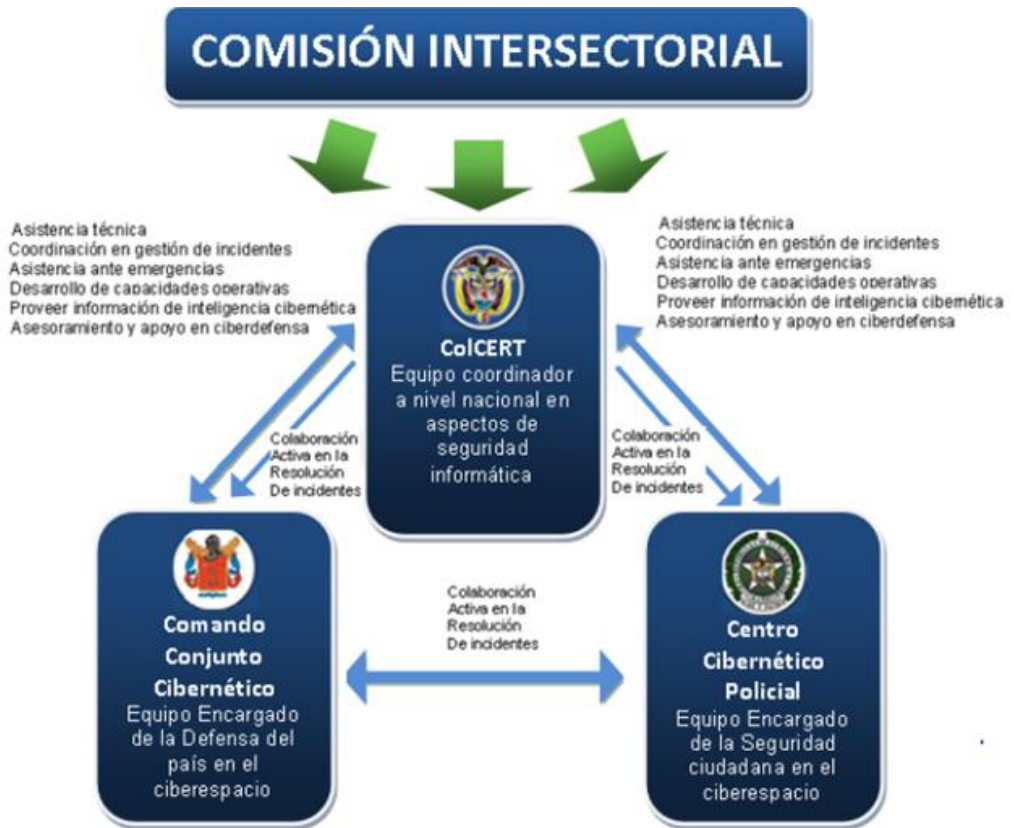 COMISIÓN INTERSECTORIAL
Asistencia técnica
Coordinación en gestión de incidentes
Asistencia ante emergencias
Desarrollo de capacidades operativas
Proveer información de inteligencia cibernética
Asesoramiento y apoyo en ciberdefensa
Asistencia técnica
Coordinación en gestión de incidentes
Asistencia ante emergencias
Desarrollo de capacidades operativas
Proveer información de inteligencia cibernética
Asesoramiento y apoyo en ciberdefensa
ColCERT
Equipo coordinador
a nivel nacional en
aspectos de
seguridad
informática
Colaboración
Activa en la
Resolución
De incidentes
Colaboración
Activa en la
Resolución
De incidentes
Comando
Conjunto
Cibernético
Equipo Encargado
de la Defensa del
país en el
ciberespacio
Colaboración
Activa en la
Resolución
De incidentes
Centro
Cibernético
Policial
Equipo Encargado
de la Seguridad
ciudadana en el
ciberespacio